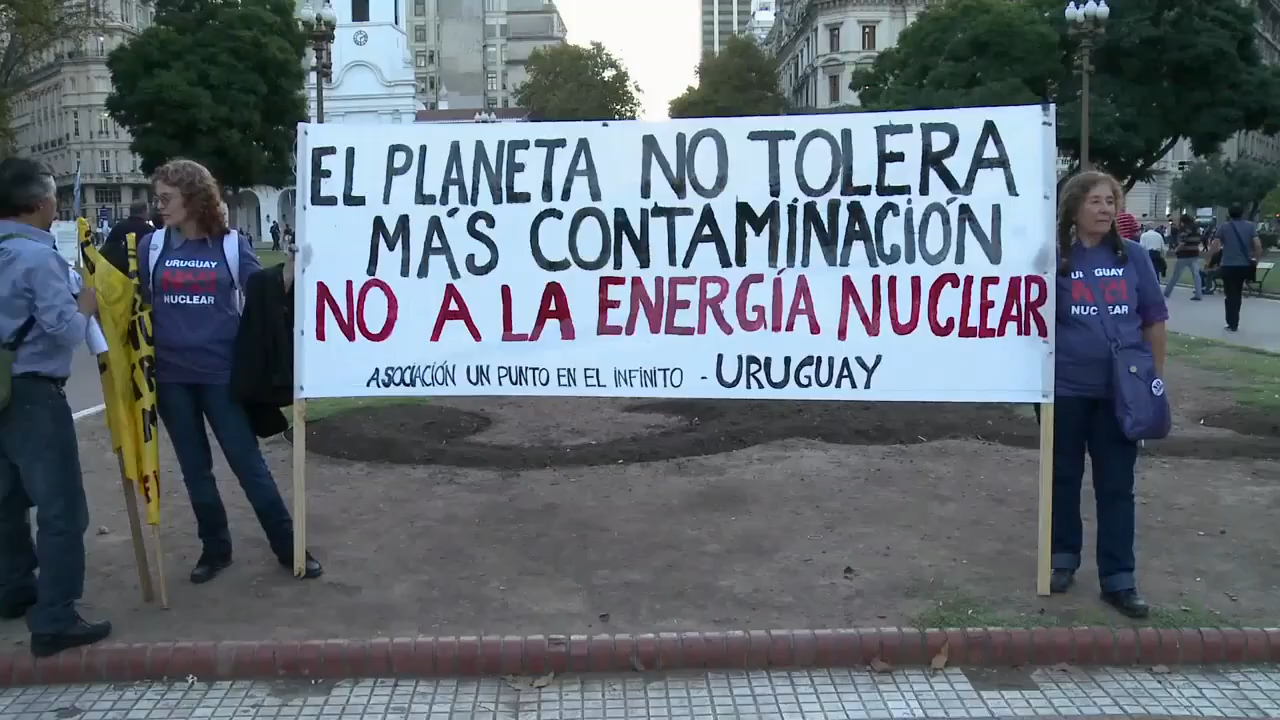 EL PLANETA NO TOLERA
MÁS CONTAMINACIÓN
NO A LA ENERGÍA NUCLEAR
ASOCIACIÓN UN PUNTO EN EL INFINITO - URUGUAY
URUGUAY
NUCLEAR
URUGUAY
NUCLEAR